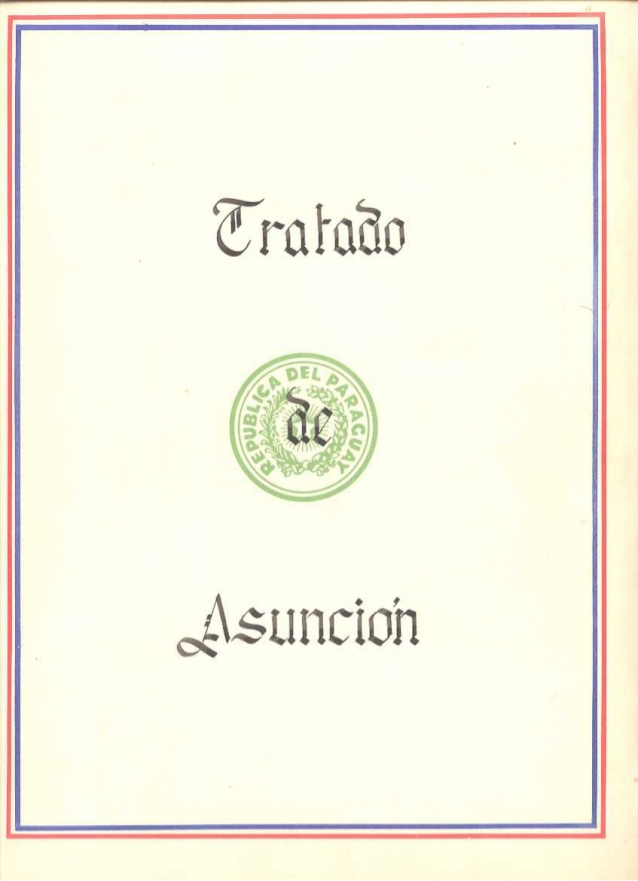 Tratado
REPUBLICA DEL PARAGUAY
de
Asunción